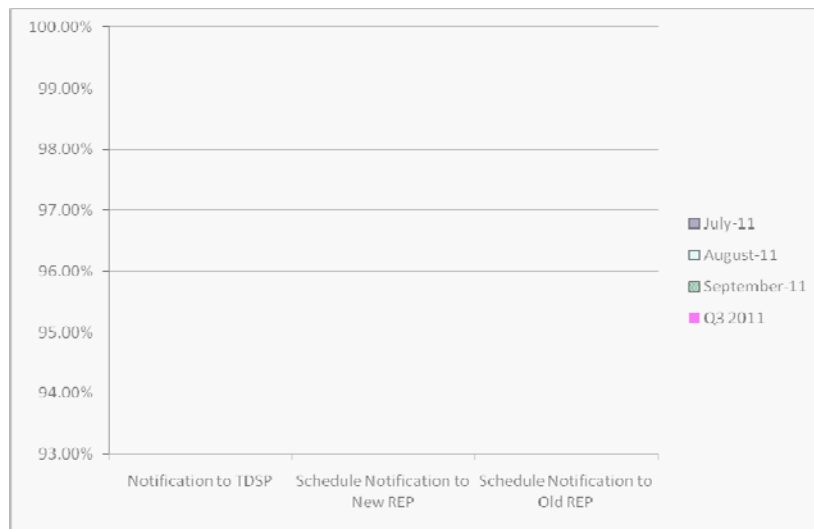 100.00%
99.00%
98.00%
97.00%
96.00%
95.00%
94.00%
93.00%
Notification to TDSP
Schedule Notification to
New REP
Schedule Notification to
Old REP
July-11
August-11
September-11
Q3 2011